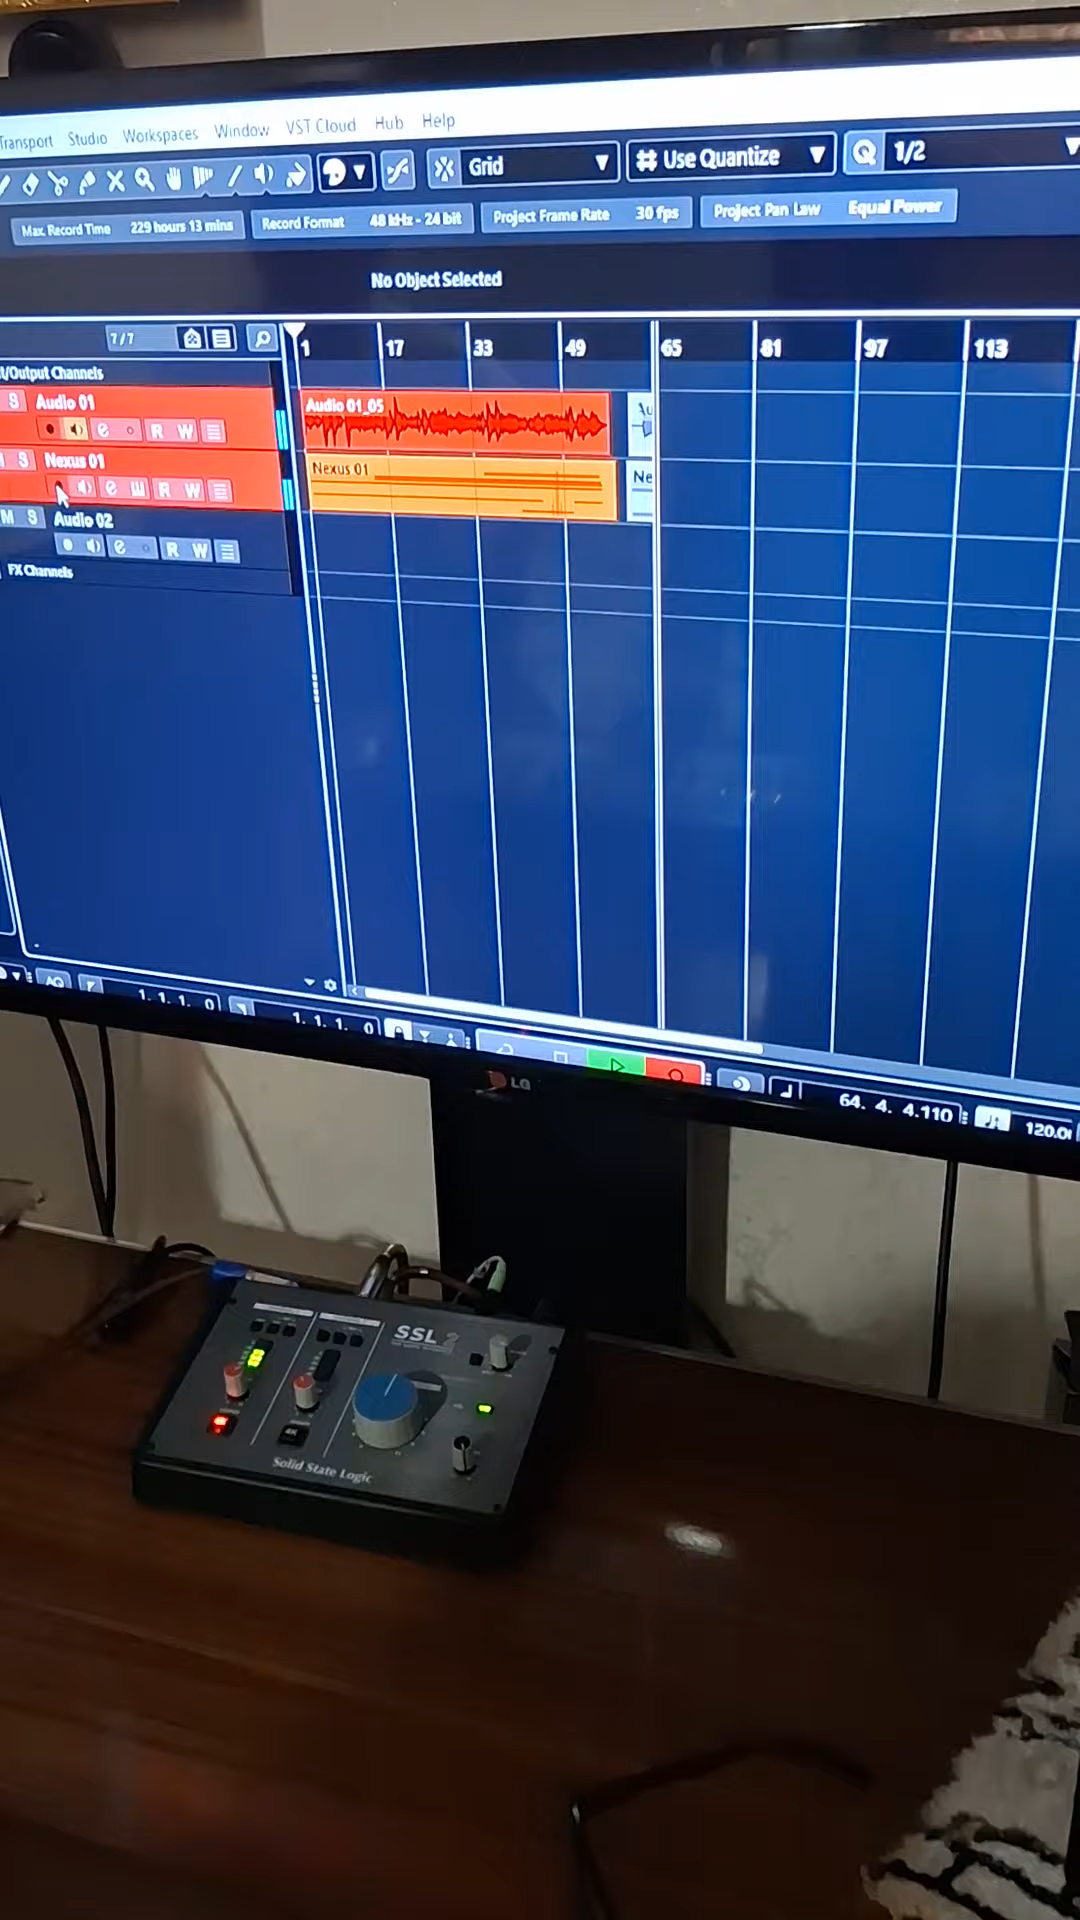 Transport Studio Workspaces Window VST Cloud Hub Help
Grid Use Quantize 1/2
Max. Record Time 229 hours 13 mins Record Format 48 kHz - 24 bit Project Frame Rate 30 fps Project Pan Law Equal Power
No Object Selected
7/7
1 17 33 49 65 81 97 113
t/Output Channels
S Audio 01
R W
Audio 01_05
S Nexus 01
R W
Nexus 01
Ne
M S Audio 02
R W
FX Channels
AQ 1. 1. 1. 0 1. 1. 1. 0
64. 4. 4.110 120.0
LG
SSL 2
4K
Solid State Logic